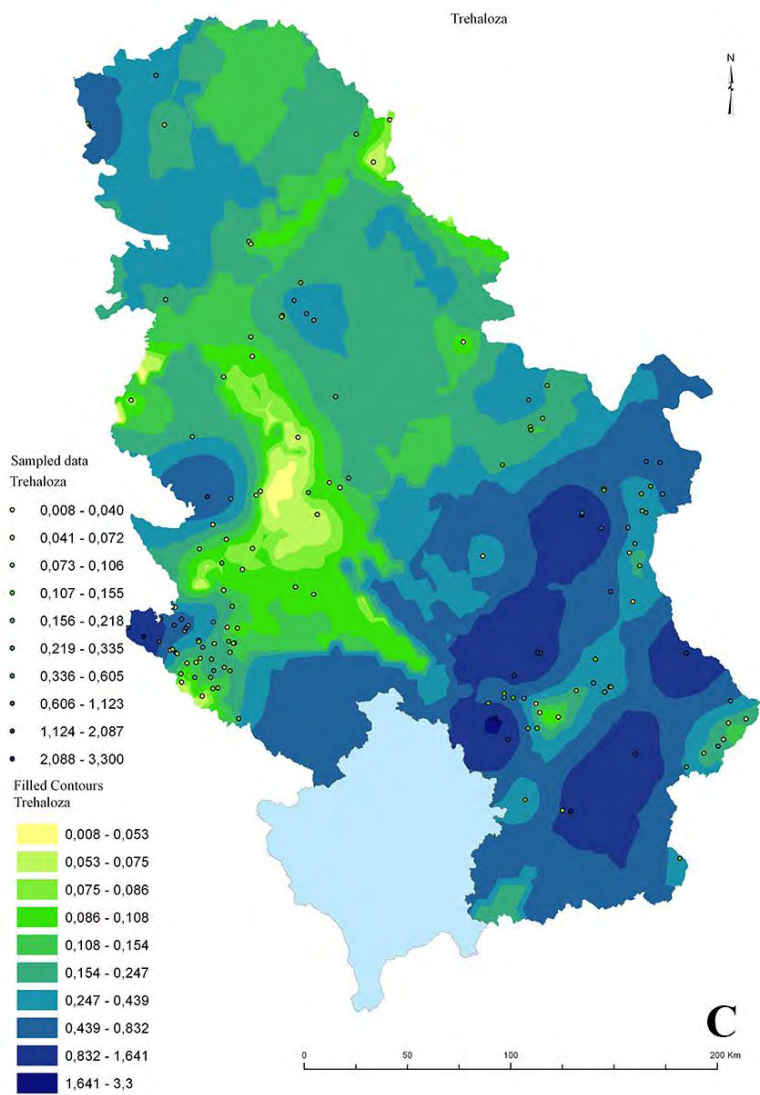 Trehaloza
N
Sampled data
Trehaloza
0,008 - 0,040
0,041 - 0,072
0,073 - 0,106
0,107 - 0,155
0,156 - 0,218
0,219 - 0,335
0,336 - 0,605
0,606 - 1,123
1,124 - 2,087
2,088 - 3,300
Filled Contours
Trehaloza
0,008 - 0,053
0,053 - 0,075
0,075 - 0,086
0,086 - 0,108
0,108 - 0,154
0,154 - 0,247
0,247 - 0,439
0,439 - 0,832
0,832 - 1,641
1,641 - 3,3
C
0 50 100 200 Km